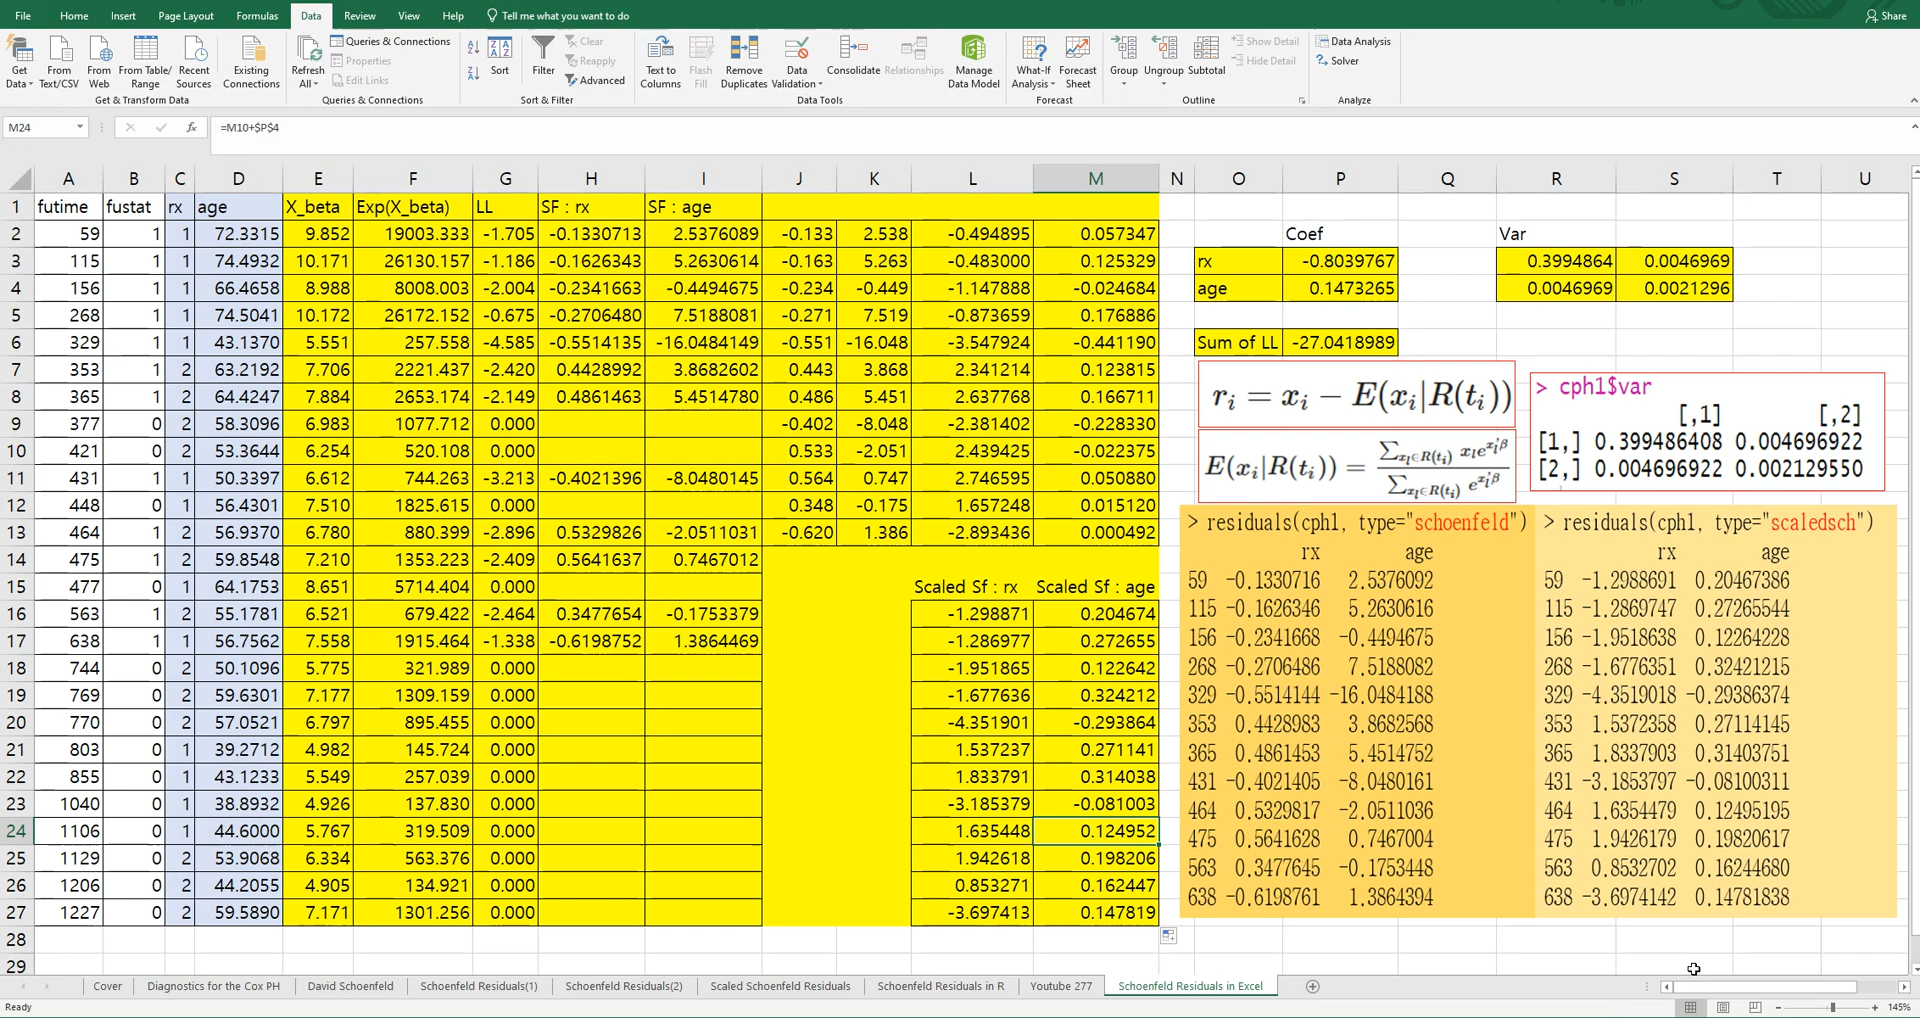 File Home Insert Page Layout Formulas Data Review View Help Tell me what you want to do Share
Get Data From Text/CSV From Web From Table/Range Recent Sources Existing Connections
Get & Transform Data
Refresh All Queries & Connections Properties Edit Links
Queries & Connections
Sort Filter Clear Reapply Advanced
Sort & Filter
Text to Columns Flash Fill Remove Duplicates Data Validation Consolidate Relationships Manage Data Model
Data Tools
What-If Analysis Forecast Sheet
Forecast
Group Ungroup Subtotal Show Detail Hide Detail
Outline
Data Analysis Solver
Analyze
M24 fx =M10+$P$4
A B C D E F G H I J K L M N O P Q R S T U
1 futime fustat rx age X_beta Exp(X_beta) LL SF : rx SF : age
2 59 1 1 72.3315 9.852 19003.333 -1.705 -0.1330713 2.5376089 -0.133 2.538 -0.494895 0.057347 Coef Var
3 115 1 1 74.4932 10.171 26130.157 -1.186 -0.1626343 5.2630614 -0.163 5.263 -0.483000 0.125329 rx -0.8039767 0.3994864 0.0046969
4 156 1 1 66.4658 8.988 8008.003 -2.004 -0.2341663 -0.4494675 -0.234 -0.449 -1.147888 -0.024684 age 0.1473265 0.0046969 0.0021296
5 268 1 1 74.5041 10.172 26172.152 -0.675 -0.2706480 7.5188081 -0.271 7.519 -0.873659 0.176886
6 329 1 1 43.1370 5.551 257.558 -4.585 -0.5514135 -16.0484149 -0.551 -16.048 -3.547924 -0.441190 Sum of LL -27.0418989
7 353 1 2 63.2192 7.706 2221.437 -2.420 0.4428992 3.8682602 0.443 3.868 2.341214 0.123815
8 365 1 2 64.4247 7.884 2653.174 -2.149 0.4861463 5.4514780 0.486 5.451 2.637768 0.166711
9 377 0 2 58.3096 6.983 1077.712 0.000 -0.402 -8.048 -2.381402 -0.228330
10 421 0 2 53.3644 6.254 520.108 0.000 0.533 -2.051 2.439425 -0.022375
11 431 1 1 50.3397 6.612 744.263 -3.213 -0.4021396 -8.0480145 0.564 0.747 2.746595 0.050880
12 448 0 1 56.4301 7.510 1825.615 0.000 0.348 -0.175 1.657248 0.015120
13 464 1 2 56.9370 6.780 880.399 -2.896 0.5329826 -2.0511031 -0.620 1.386 -2.893436 0.000492
14 475 1 2 59.8548 7.210 1353.223 -2.409 0.5641637 0.7467012
15 477 0 1 64.1753 8.651 5714.404 0.000 Scaled Sf : rx Scaled Sf : age
16 563 1 2 55.1781 6.521 679.422 -2.464 0.3477654 -0.1753379 -1.298871 0.204674
17 638 1 1 56.7562 7.558 1915.464 -1.338 -0.6198752 1.3864469 -1.286977 0.272655
18 744 0 2 50.1096 5.775 321.989 0.000 -1.951865 0.122642
19 769 0 2 59.6301 7.177 1309.159 0.000 -1.677636 0.324212
20 770 0 2 57.0521 6.797 895.455 0.000 -4.351901 -0.293864
21 803 0 1 39.2712 4.982 145.724 0.000 1.537237 0.271141
22 855 0 1 43.1233 5.549 257.039 0.000 1.833791 0.314038
23 1040 0 1 38.8932 4.926 137.830 0.000 -3.185379 -0.081003
24 1106 0 1 44.6000 5.767 319.509 0.000 1.635448 0.124952
25 1129 0 2 53.9068 6.334 563.376 0.000 1.942618 0.198206
26 1206 0 2 44.2055 4.905 134.921 0.000 0.853271 0.162447
27 1227 0 2 59.5890 7.171 1301.256 0.000 -3.697413 0.147819
28
29
r_i = x_i − E(x_i|R(t_i))
E(x_i|R(t_i)) = ∑_{x_l∈R(t_i)} x_l e^{x_l'β} / ∑_{x_l∈R(t_i)} e^{x_l'β}
> cph1$var
[,1] [,2]
[1,] 0.399486408 0.004696922
[2,] 0.004696922 0.002129550
> residuals(cph1, type="schoenfeld")
rx age
59 -0.1330716 2.5376092
115 -0.1626346 5.2630616
156 -0.2341668 -0.4494675
268 -0.2706486 7.5188082
329 -0.5514144 -16.0484188
353 0.4428983 3.8682568
365 0.4861453 5.4514752
431 -0.4021405 -8.0480161
464 0.5329817 -2.0511036
475 0.5641628 0.7467004
563 0.3477645 -0.1753448
638 -0.6198761 1.3864394
> residuals(cph1, type="scaledsch")
rx age
59 -1.2988691 0.20467386
115 -1.2869747 0.27265544
156 -1.9518638 0.12264228
268 -1.6776351 0.32421215
329 -4.3519018 -0.29386374
353 1.5372358 0.27114145
365 1.8337903 0.31403751
431 -3.1853797 -0.08100311
464 1.6354479 0.12495195
475 1.9426179 0.19820617
563 0.8532702 0.16244680
638 -3.6974142 0.14781838
Cover Diagnostics for the Cox PH David Schoenfeld Schoenfeld Residuals(1) Schoenfeld Residuals(2) Scaled Schoenfeld Residuals Schoenfeld Residuals in R Youtube 277 Schoenfeld Residuals in Excel
Ready 145%